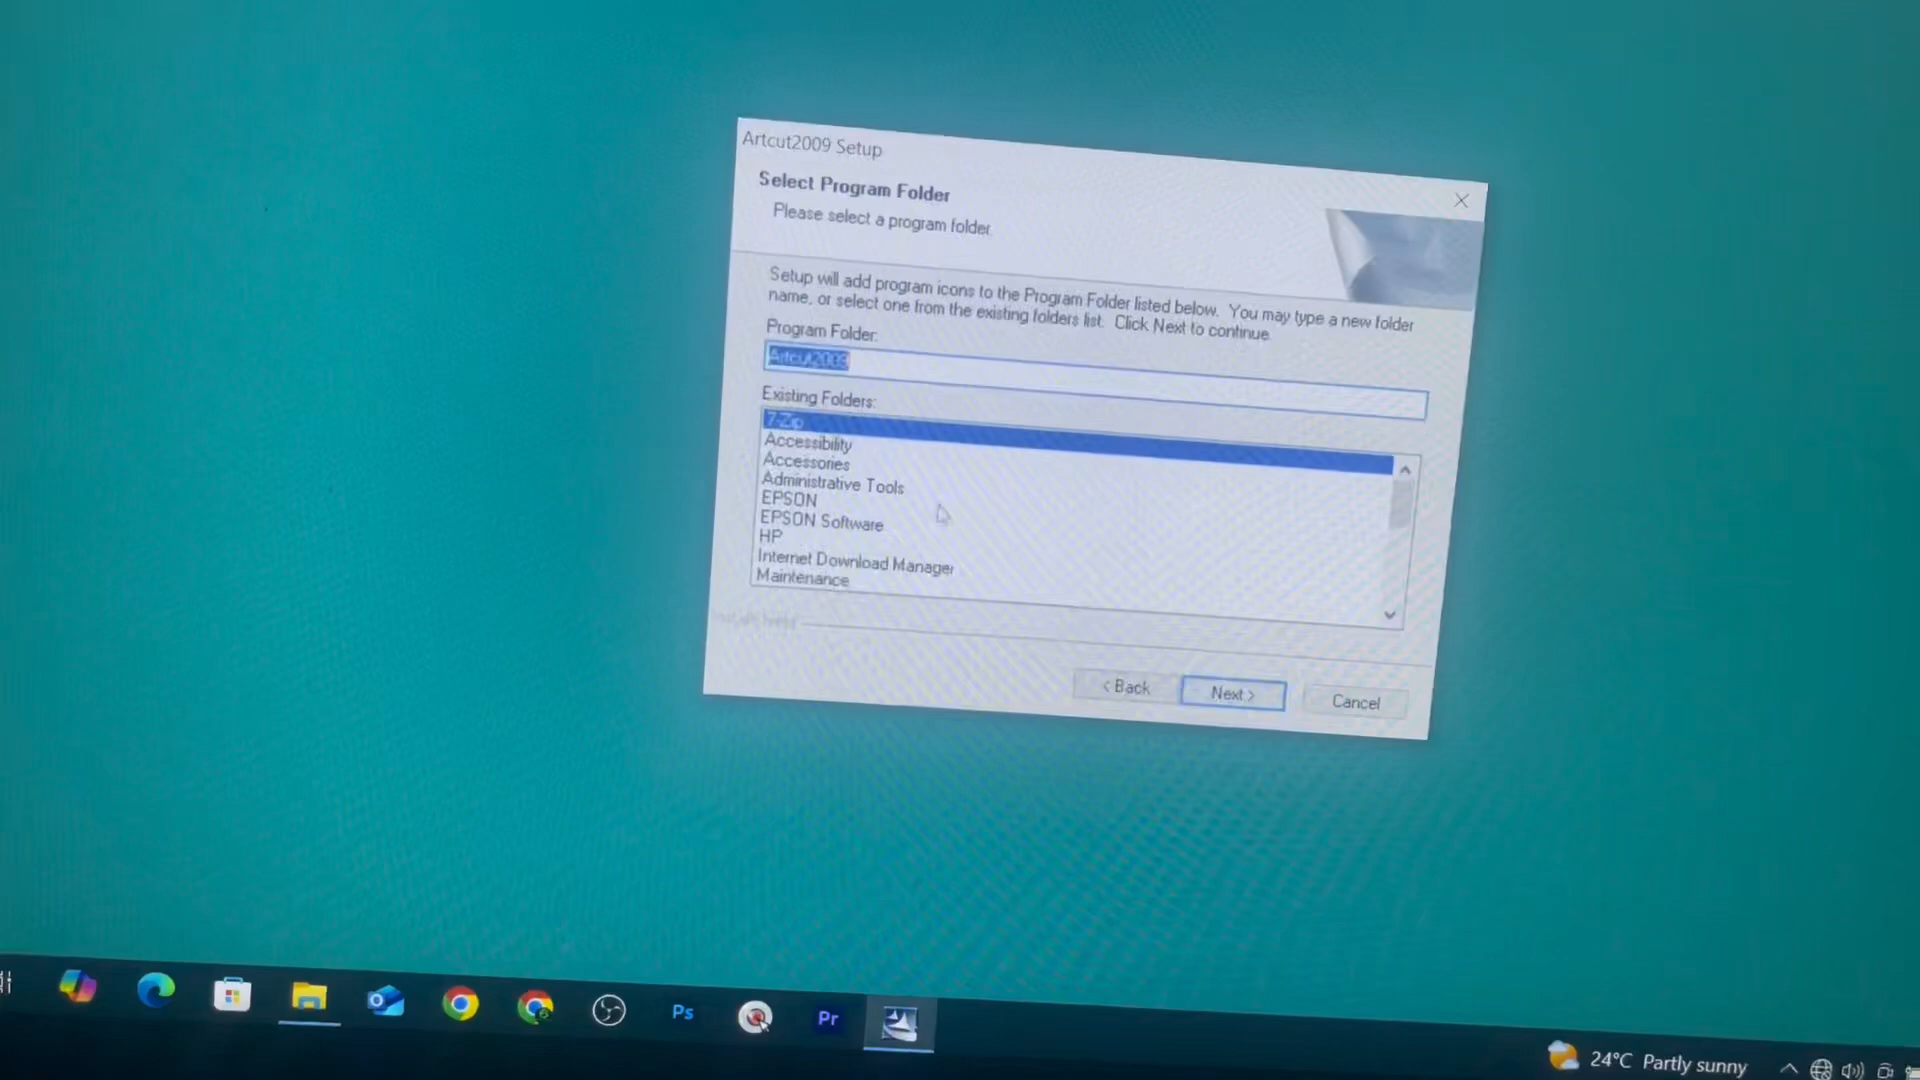 Artcut2009 Setup
Select Program Folder
Please select a program folder.
Setup will add program icons to the Program Folder listed below. You may type a new folder
name, or select one from the existing folders list. Click Next to continue.
Program Folder:
Artcut2009
Existing Folders:
7-Zip
Accessibility
Accessories
Administrative Tools
EPSON
EPSON Software
HP
Internet Download Manager
Maintenance
InstallShield
< Back
Next >
Cancel
Ps
Pr
24°C Partly sunny